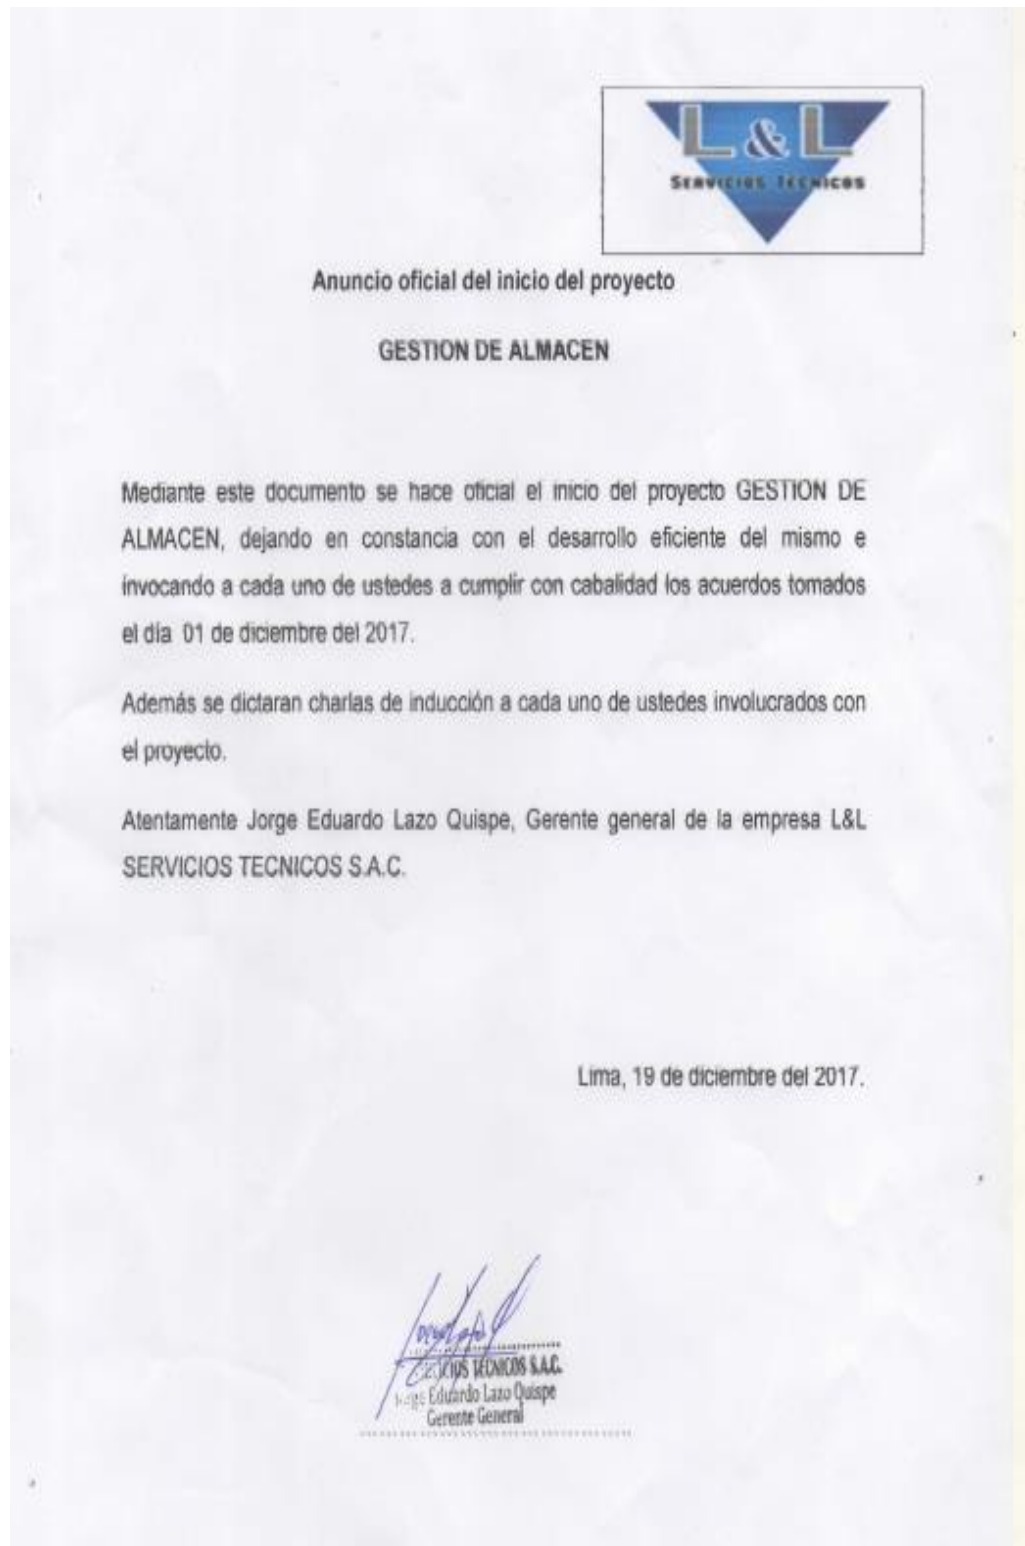 L & L
SERVICIOS TECNICOS
Anuncio oficial del inicio del proyecto
GESTION DE ALMACEN
Mediante este documento se hace oficial el inicio del proyecto GESTION DE
ALMACEN, dejando en constancia con el desarrollo eficiente del mismo e
invocando a cada uno de ustedes a cumplir con cabalidad los acuerdos tomados
el día 01 de diciembre del 2017.
Además se dictaran charlas de inducción a cada uno de ustedes involucrados con
el proyecto.
Atentamente Jorge Eduardo Lazo Quispe, Gerente general de la empresa L&L
SERVICIOS TECNICOS S.A.C.
Lima, 19 de diciembre del 2017.
TECNICOS S.A.C.
Eduardo Lazo Quispe
Gerente General